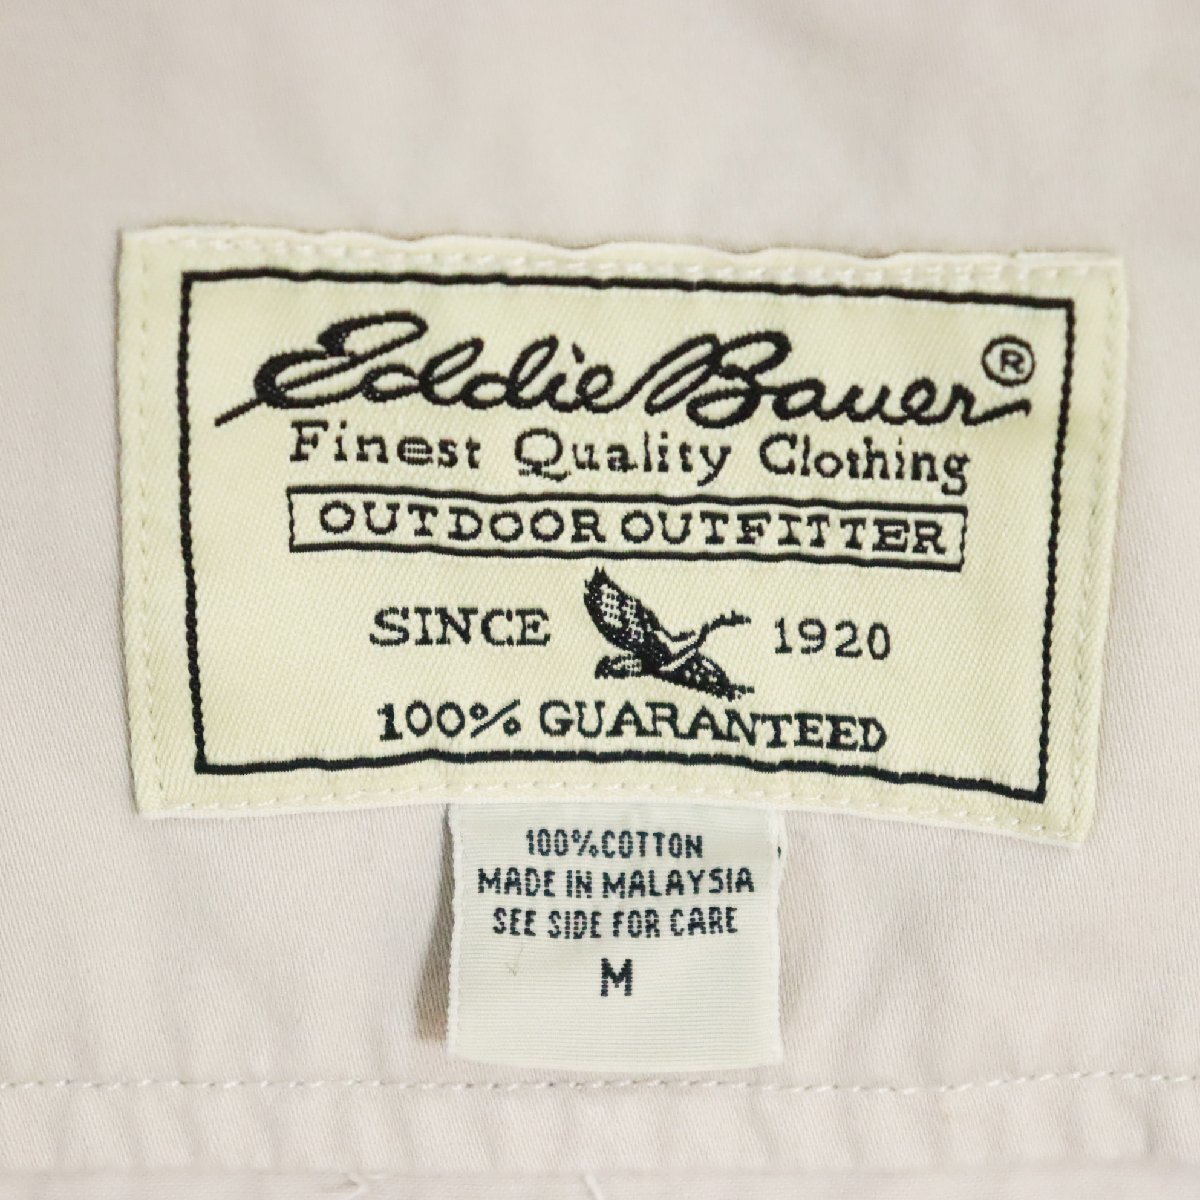 Eddie Bauer®
Finest Quality Clothing
OUTDOOR OUTFITTER
SINCE 1920
100% GUARANTEED
100% COTTON
MADE IN MALAYSIA
SEE SIDE FOR CARE
M